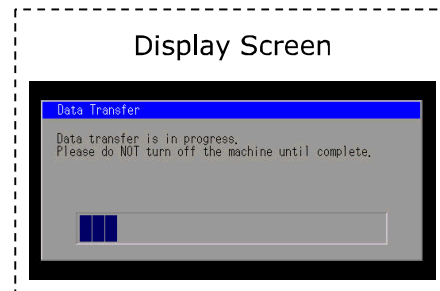 Display Screen
Data Transfer
Data transfer is in progress.
Please do NOT turn off the machine until complete.